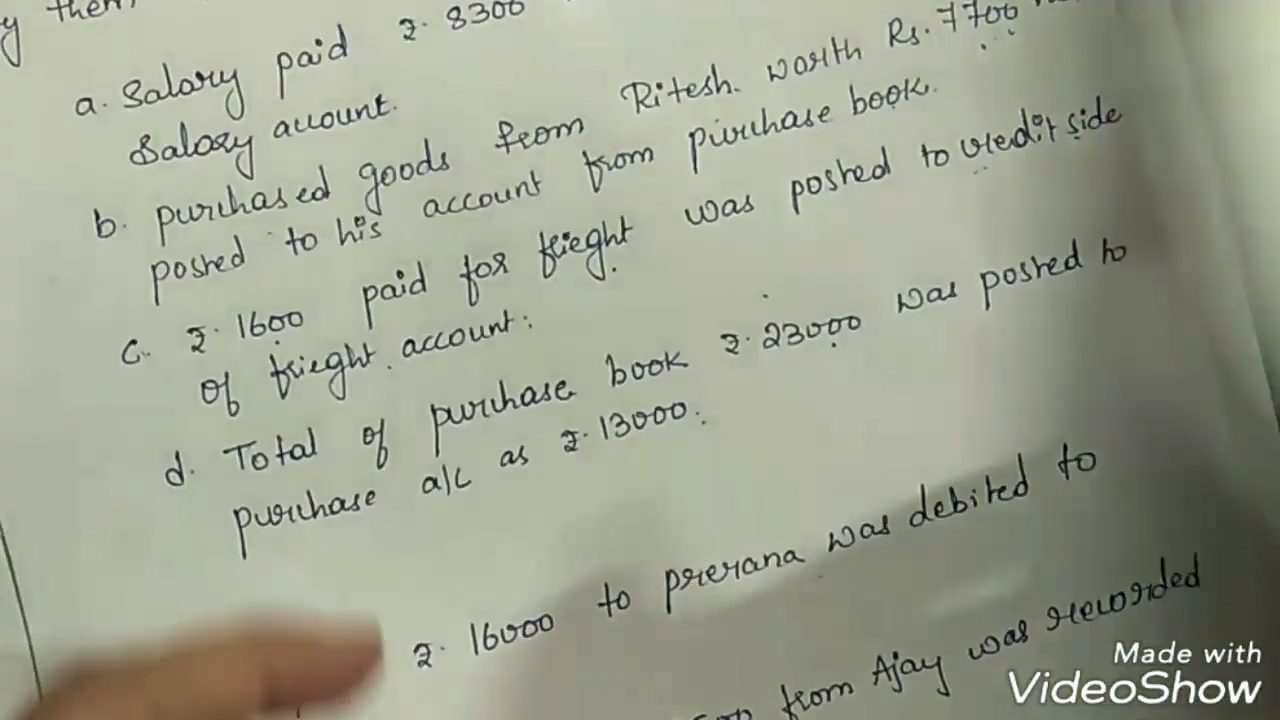 y then
a. Salary paid ₹. 8300
Salary account.
b. purchased goods from Ritesh. worth Rs. 7700
posted to his account from purchase book.
c. ₹. 1600 paid for frieght was posted to credit side
of frieght account.
d. Total of purchase book ₹. 23000 was posted to
purchase a/c as ₹. 13000.
₹. 16000 to prerana was debited to
from Ajay was recorded
Made with
VideoShow